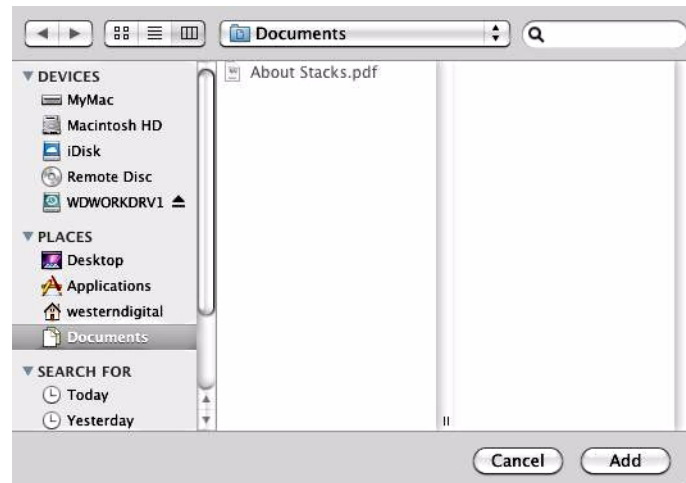 Documents
DEVICES
MyMac
Macintosh HD
iDisk
Remote Disc
WDWORKDRV1
PLACES
Desktop
Applications
westerndigital
Documents
SEARCH FOR
Today
Yesterday
About Stacks.pdf
Cancel Add